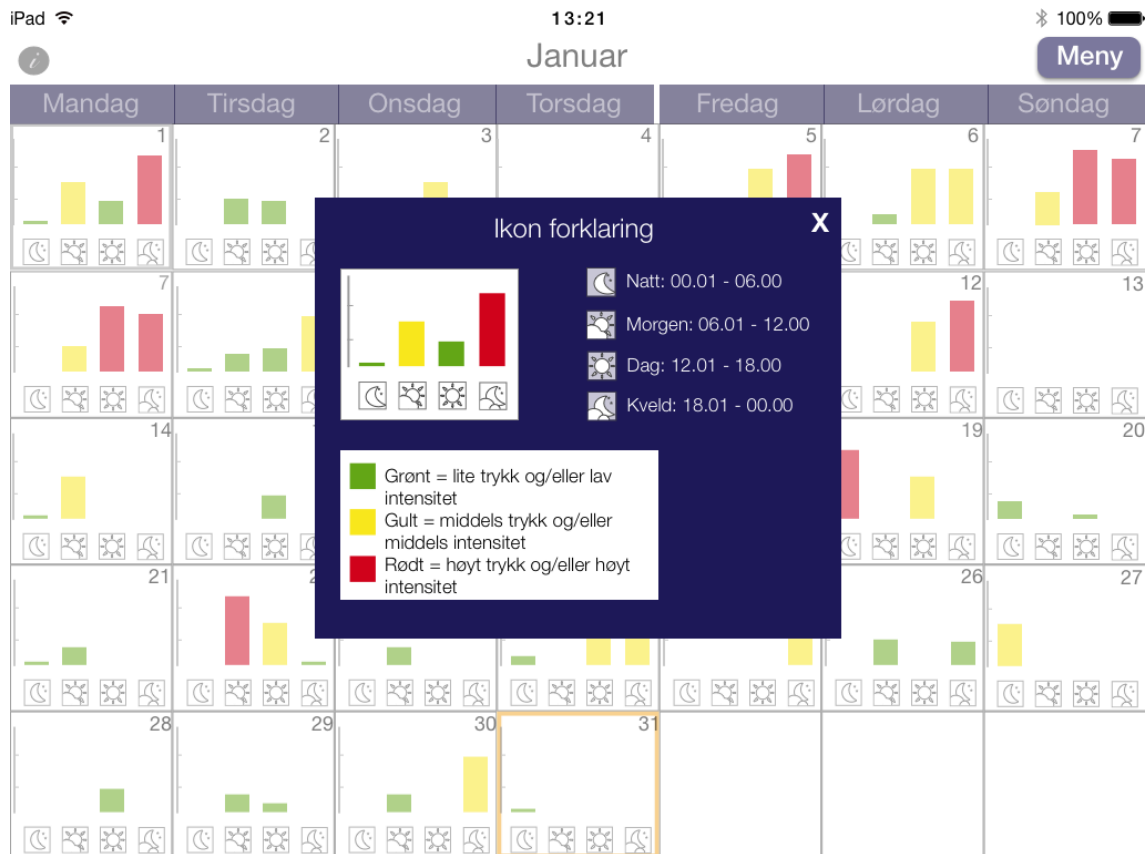 iPad 13:21 100%
i Januar Meny
Mandag Tirsdag Onsdag Torsdag Fredag Lørdag Søndag
1 2 3 4 5 6 7
Ikon forklaring X
Natt: 00.01 - 06.00
7 12 13
Morgen: 06.01 - 12.00
Dag: 12.01 - 18.00
Kveld: 18.01 - 00.00
14 19 20
Grønt = lite trykk og/eller lav
intensitet
Gult = middels trykk og/eller
middels intensitet
Rødt = høyt trykk og/eller høyt
intensitet
21 26 27
28 29 30 31